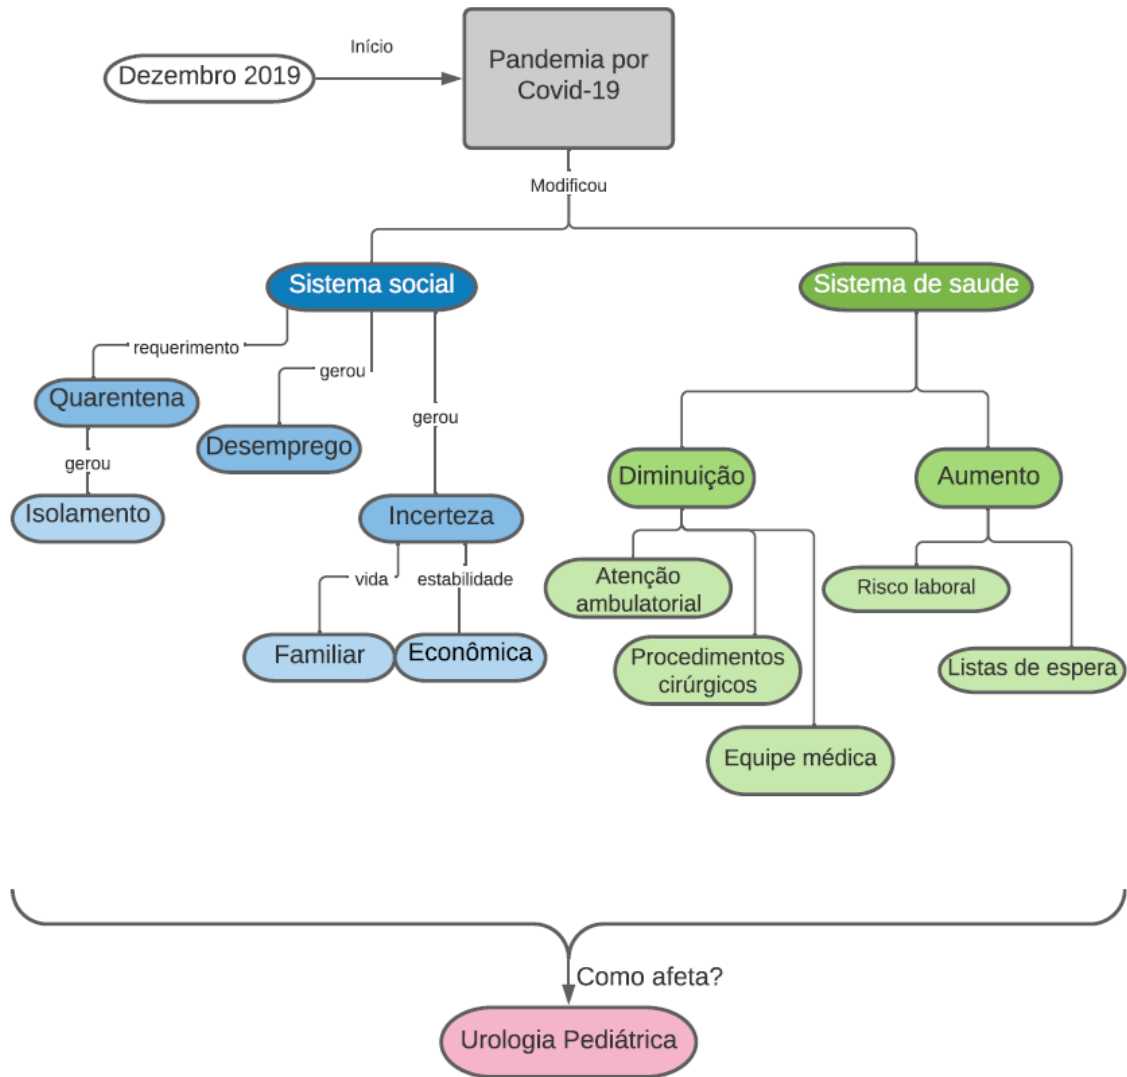 Início
Dezembro 2019
Pandemia por
Covid-19
Modificou
Sistema social
Sistema de saude
requerimento
gerou
gerou
Quarentena
Desemprego
gerou
Isolamento
Incerteza
vida
estabilidade
Familiar
Econômica
Diminuição
Aumento
Atenção
ambulatorial
Procedimentos
cirúrgicos
Equipe médica
Risco laboral
Listas de espera
Como afeta?
Urologia Pediátrica